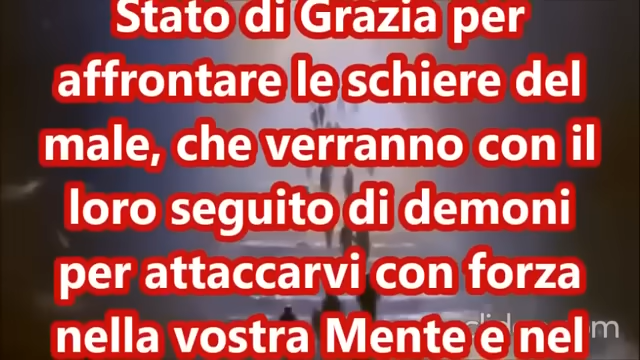 Stato di Grazia per
affrontare le schiere del
male, che verranno con il
loro seguito di demoni
per attaccarvi con forza
nella vostra Mente e nel